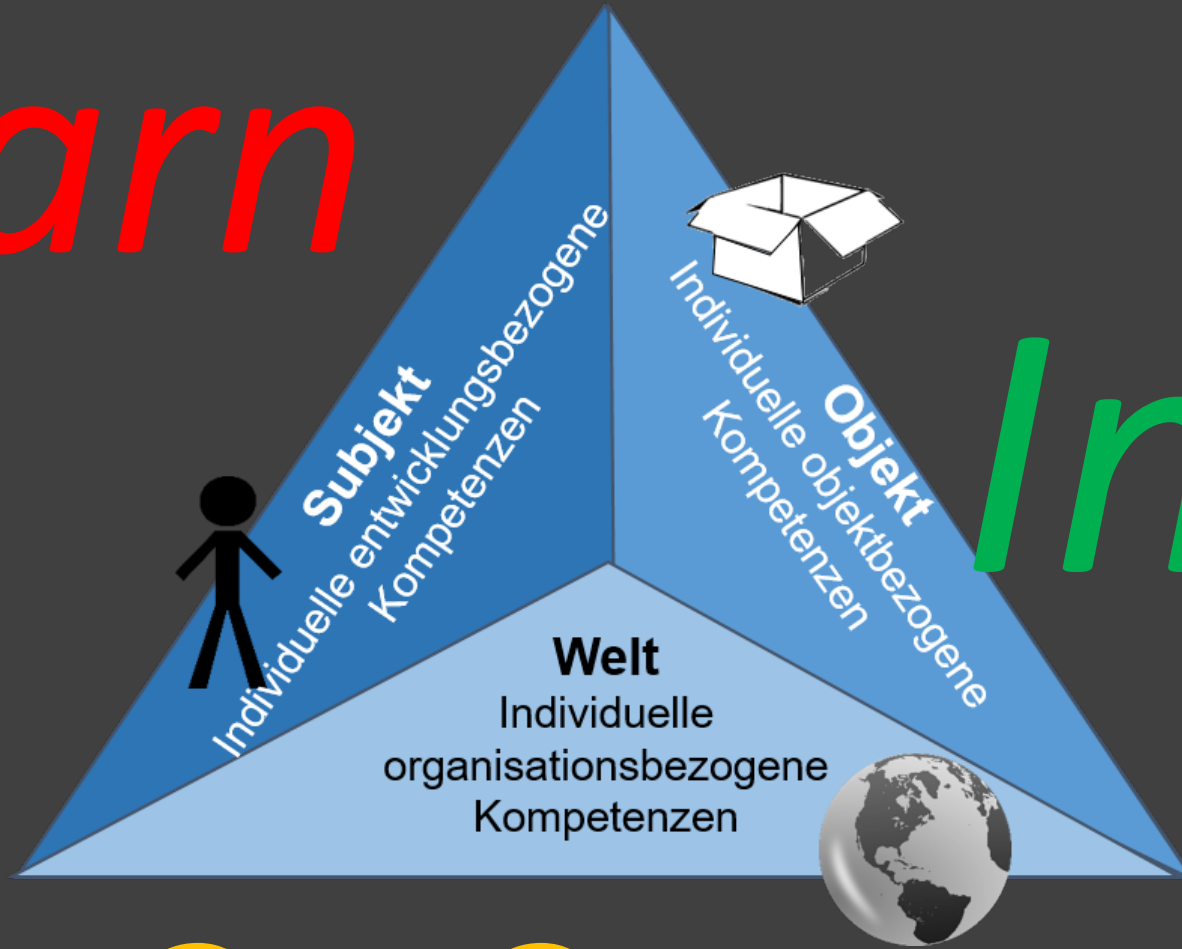 arn
Subjekt
Individuelle entwicklungsbezogene
Kompetenzen
Objekt
Individuelle objektbezogene
Kompetenzen
In
Welt
Individuelle
organisationsbezogene
Kompetenzen